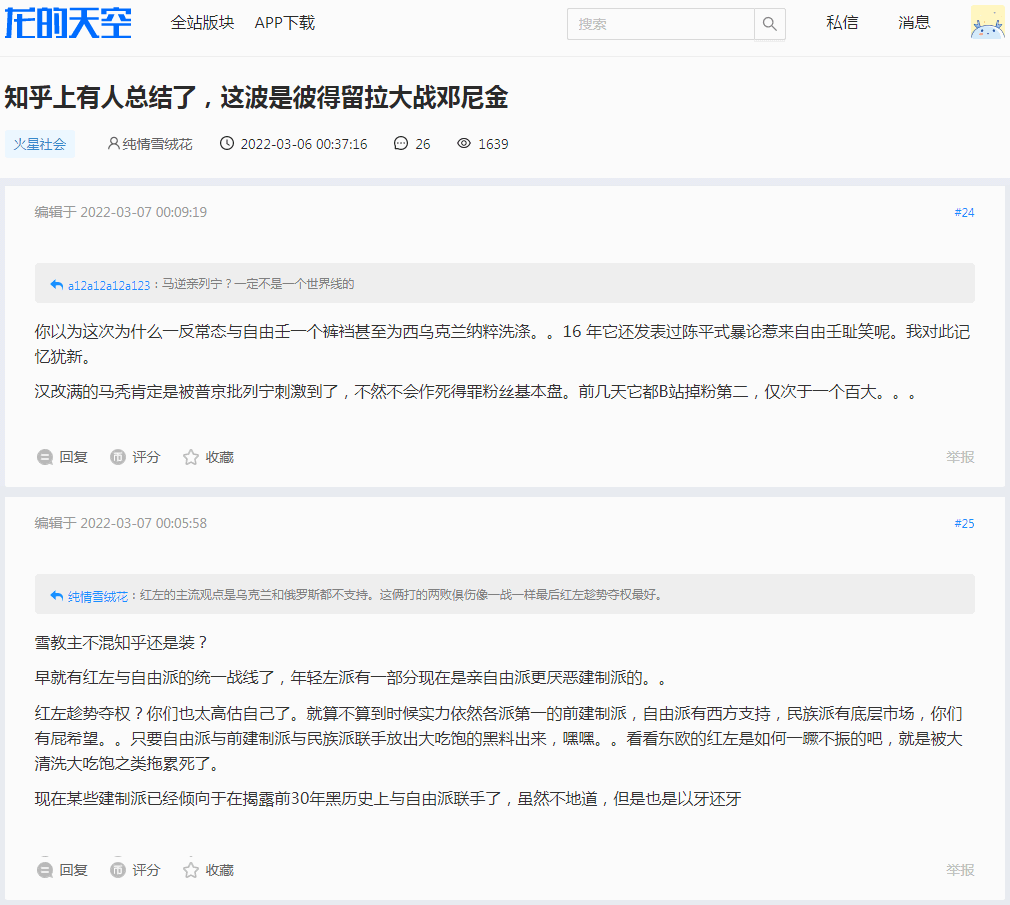 龙的天空 全站版块 APP下载 搜索 私信 消息
知乎上有人总结了，这波是彼得留拉大战邓尼金
火星社会 纯情雪绒花 2022-03-06 00:37:16 26 1639
编辑于 2022-03-07 00:09:19 #24
a12a12a12a123：马逆亲列宁？一定不是一个世界线的
你以为这次为什么一反常态与自由壬一个裤裆甚至为西乌克兰纳粹洗涤。。16 年它还发表过陈平式暴论惹来自由壬耻笑呢。我对此记
忆犹新。
汉改满的马秃肯定是被普京批列宁刺激到了，不然不会作死得罪粉丝基本盘。前几天它都B站掉粉第二，仅次于一个百大。。。
回复 评分 收藏 举报
编辑于 2022-03-07 00:05:58 #25
纯情雪绒花：红左的主流观点是乌克兰和俄罗斯都不支持。这俩打的两败俱伤像一战一样最后红左趁势夺权最好。
雪教主不混知乎还是装？
早就有红左与自由派的统一战线了，年轻左派有一部分现在是亲自由派更厌恶建制派的。。
红左趁势夺权？你们也太高估自己了。就算不算到时候实力依然各派第一的前建制派，自由派有西方支持，民族派有底层市场，你们
有屁希望。。只要自由派与前建制派与民族派联手放出大吃饱的黑料出来，嘿嘿。。看看东欧的红左是如何一蹶不振的吧，就是被大
清洗大吃饱之类拖累死了。
现在某些建制派已经倾向于在揭露前30年黑历史上与自由派联手了，虽然不地道，但是也是以牙还牙
回复 评分 收藏 举报